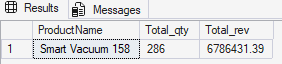 Results Messages
ProductName Total_qty Total_rev
1 Smart Vacuum 158 286 6786431.39